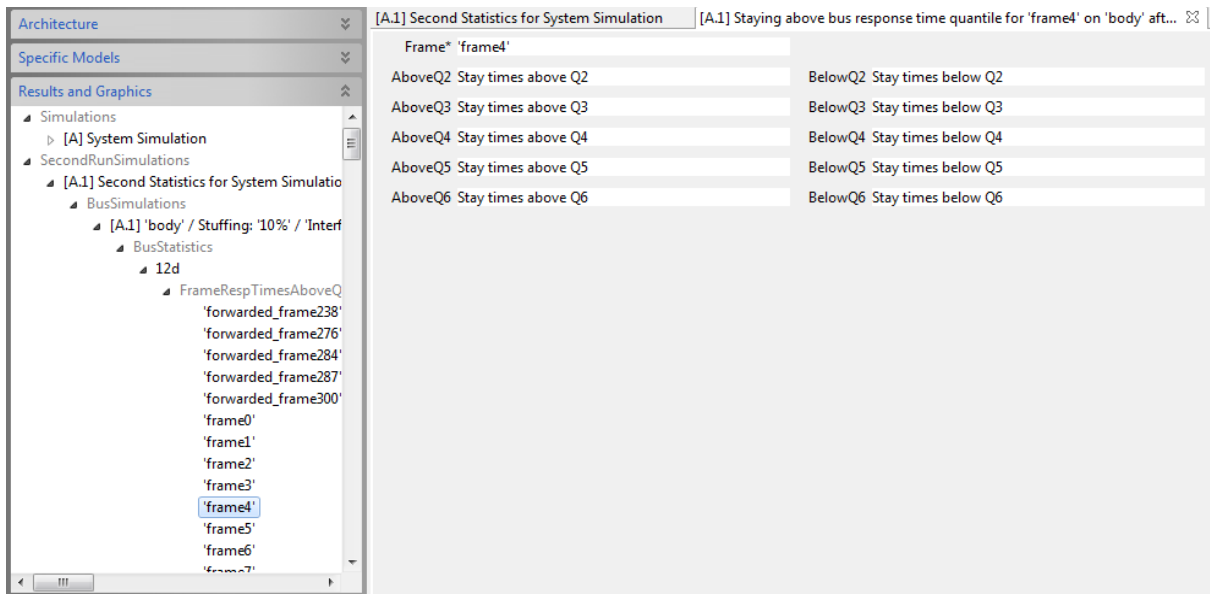 Architecture
Specific Models
Results and Graphics
Simulations
[A] System Simulation
SecondRunSimulations
[A.1] Second Statistics for System Simulatio
BusSimulations
[A.1] 'body' / Stuffing: '10%' / 'Interf
BusStatistics
12d
FrameRespTimesAboveQ
'forwarded_frame238'
'forwarded_frame276'
'forwarded_frame284'
'forwarded_frame287'
'forwarded_frame300'
'frame0'
'frame1'
'frame2'
'frame3'
'frame4'
'frame5'
'frame6'
'frame7'
[A.1] Second Statistics for System Simulation
[A.1] Staying above bus response time quantile for 'frame4' on 'body' aft...
Frame* 'frame4'
AboveQ2 Stay times above Q2 BelowQ2 Stay times below Q2
AboveQ3 Stay times above Q3 BelowQ3 Stay times below Q3
AboveQ4 Stay times above Q4 BelowQ4 Stay times below Q4
AboveQ5 Stay times above Q5 BelowQ5 Stay times below Q5
AboveQ6 Stay times above Q6 BelowQ6 Stay times below Q6